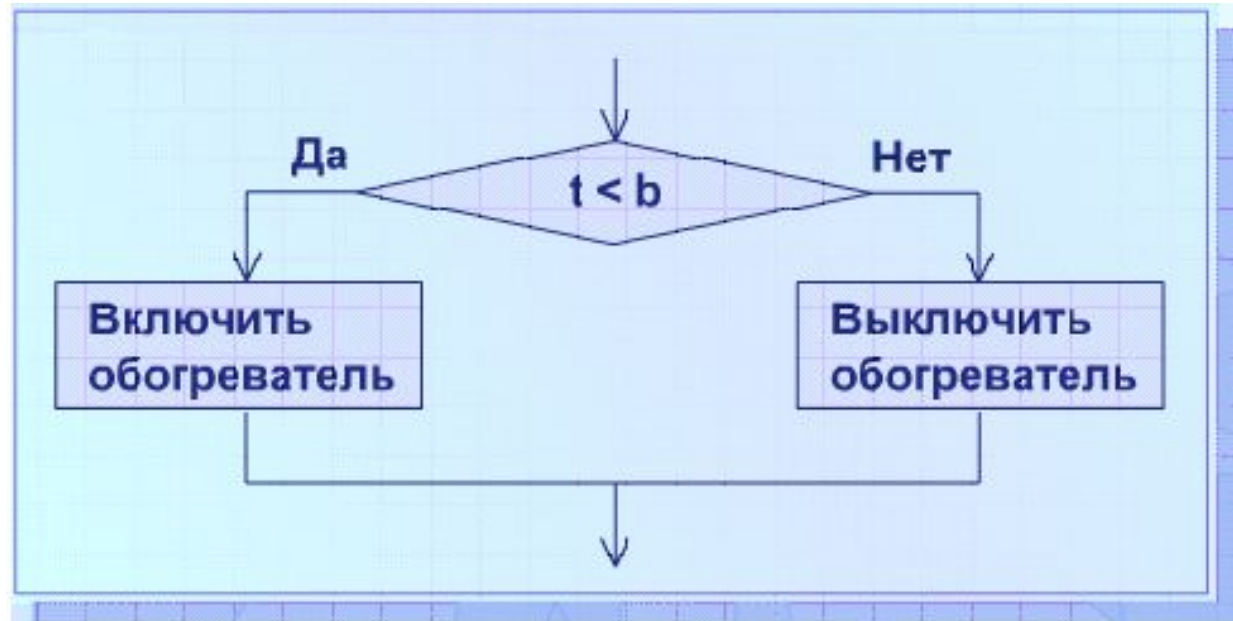 Да
t < b
Нет
Включить
обогреватель
Выключить
обогреватель